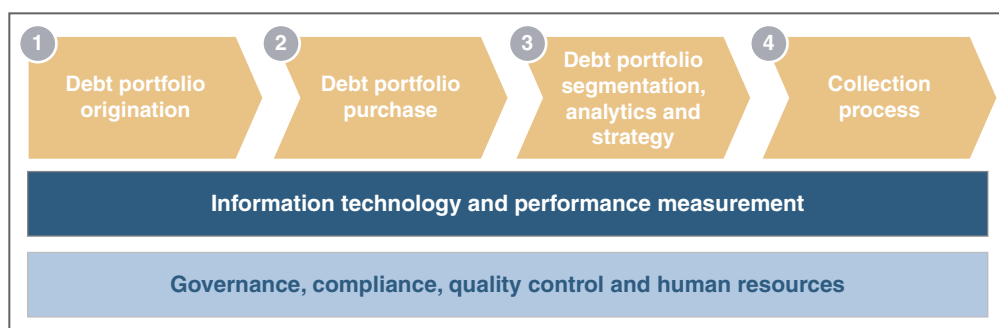 1
Debt portfolio
origination
2
Debt portfolio
purchase
3
Debt portfolio
segmentation,
analytics and
strategy
4
Collection
process
Information technology and performance measurement
Governance, compliance, quality control and human resources